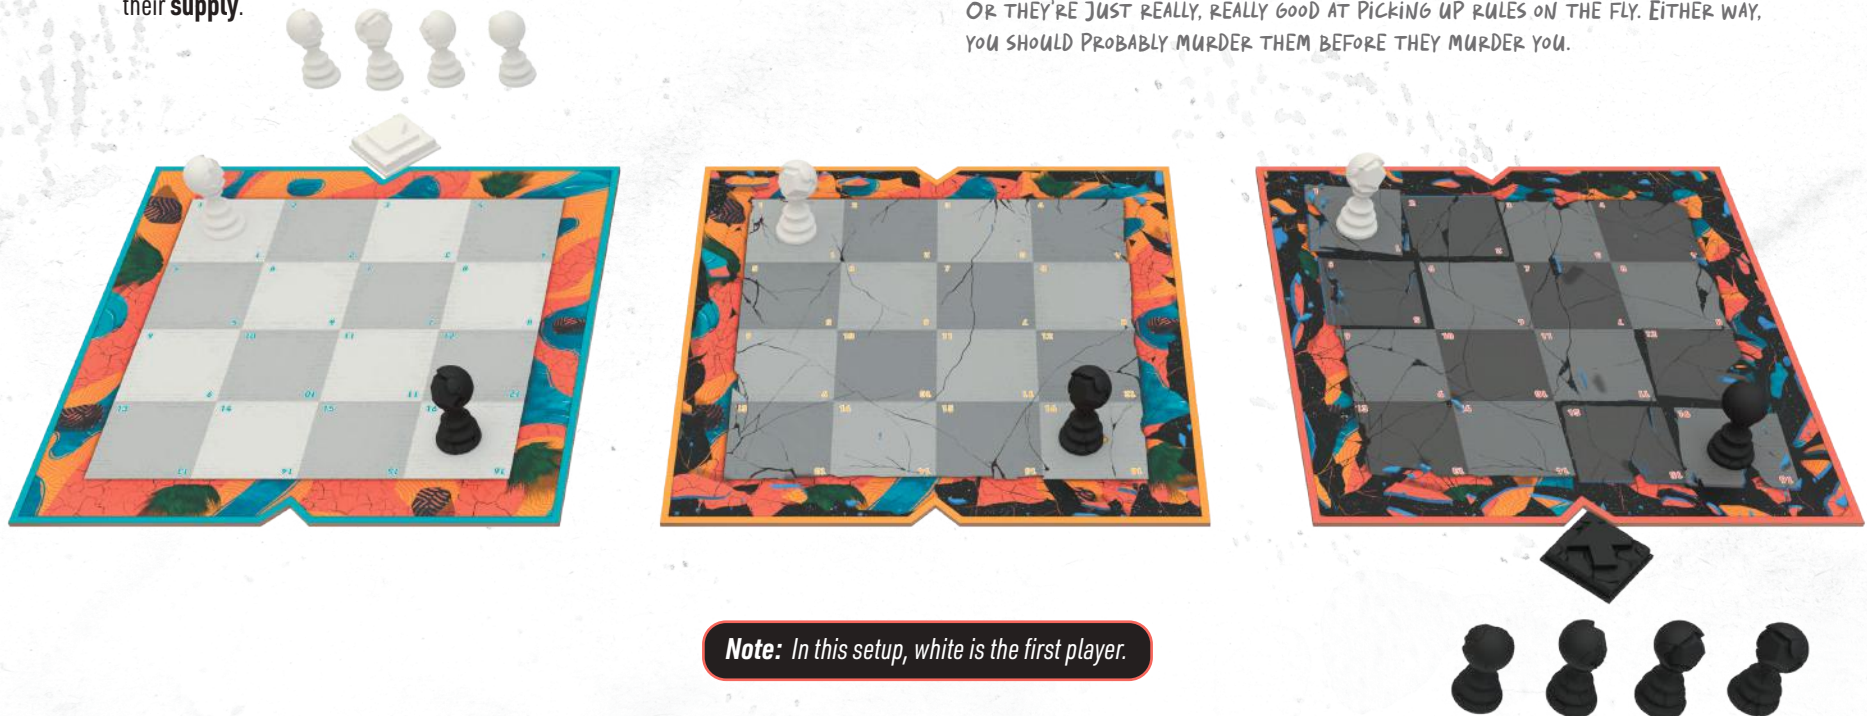 their supply.
OR THEY'RE JUST REALLY, REALLY GOOD AT PICKING UP RULES ON THE FLY. EITHER WAY,
YOU SHOULD PROBABLY MURDER THEM BEFORE THEY MURDER YOU.
Note: In this setup, white is the first player.